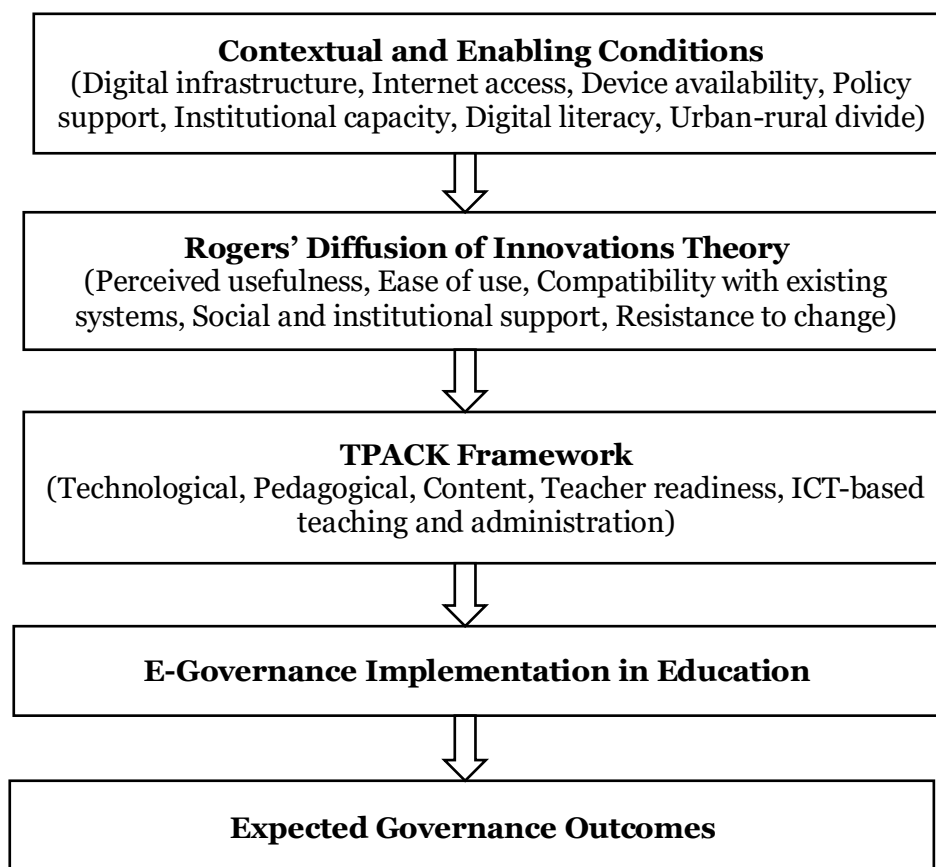 Contextual and Enabling Conditions
(Digital infrastructure, Internet access, Device availability, Policy
support, Institutional capacity, Digital literacy, Urban-rural divide)
Rogers’ Diffusion of Innovations Theory
(Perceived usefulness, Ease of use, Compatibility with existing
systems, Social and institutional support, Resistance to change)
TPACK Framework
(Technological, Pedagogical, Content, Teacher readiness, ICT-based
teaching and administration)
E-Governance Implementation in Education
Expected Governance Outcomes